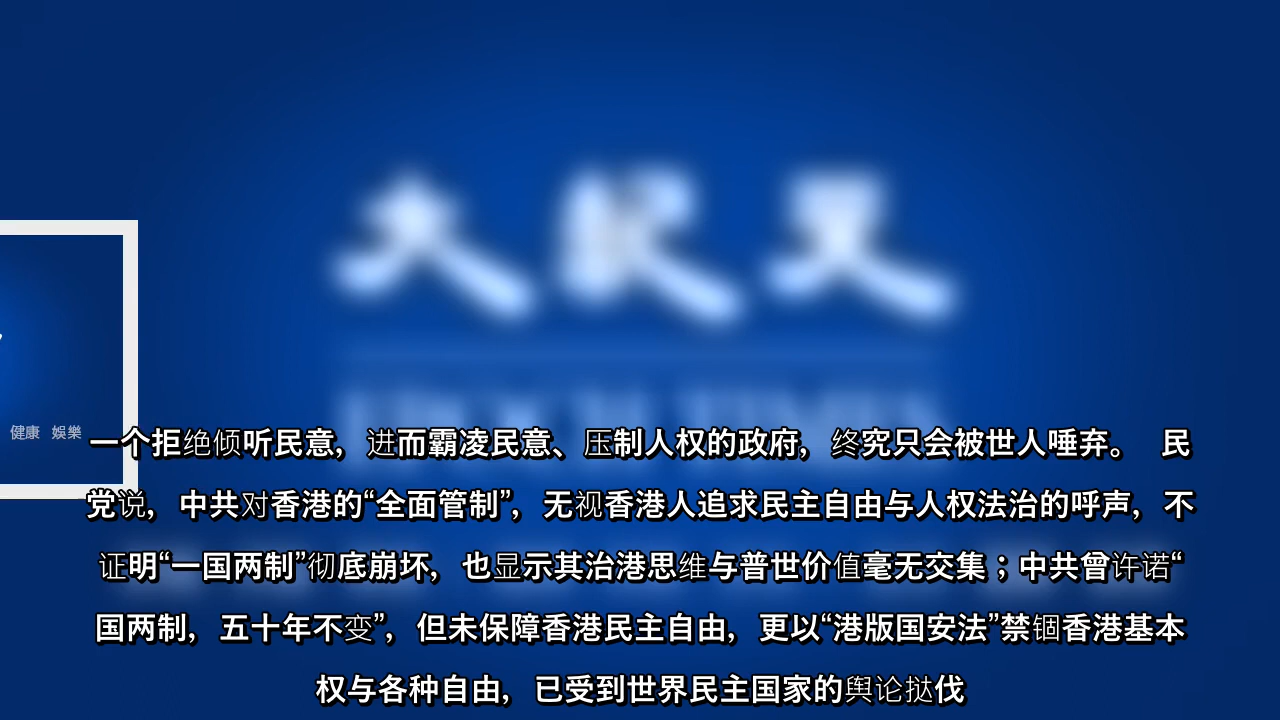 健康 娛樂
一个拒绝倾听民意，进而霸凌民意、压制人权的政府，终究只会被世人唾弃。 民
党说，中共对香港的“全面管制”，无视香港人追求民主自由与人权法治的呼声，不
证明“一国两制”彻底崩坏，也显示其治港思维与普世价值毫无交集；中共曾许诺“
国两制，五十年不变”，但未保障香港民主自由，更以“港版国安法”禁锢香港基本
权与各种自由，已受到世界民主国家的舆论挞伐